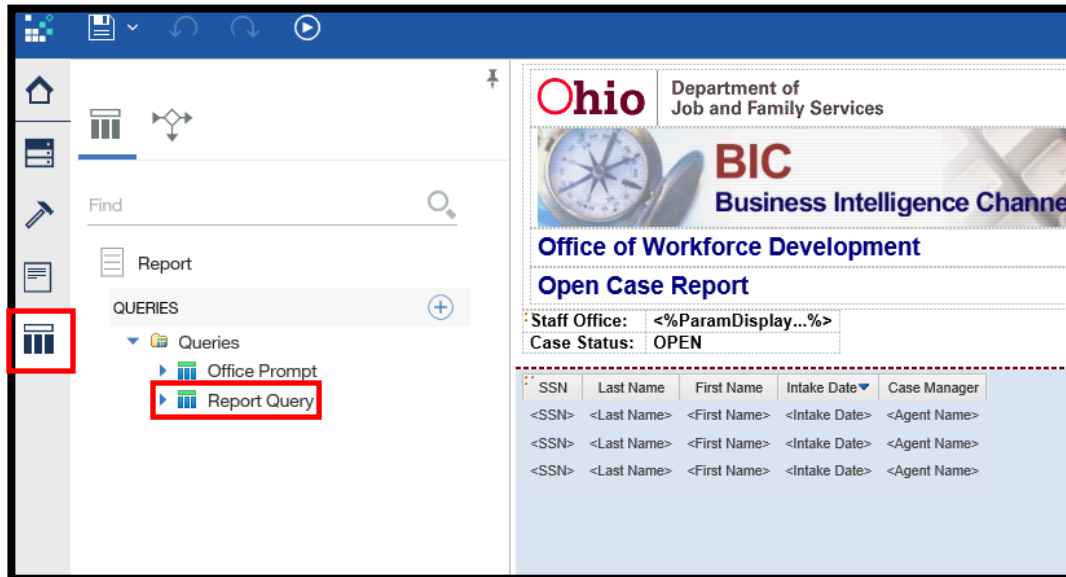 Ohio
Department of
Job and Family Services
BIC
Business Intelligence Channe
Office of Workforce Development
Open Case Report
Staff Office: <%ParamDisplay...%>
Case Status: OPEN
SSN Last Name First Name Intake Date Case Manager
<SSN> <Last Name> <First Name> <Intake Date> <Agent Name>
<SSN> <Last Name> <First Name> <Intake Date> <Agent Name>
<SSN> <Last Name> <First Name> <Intake Date> <Agent Name>
Find
Report
QUERIES
Queries
Office Prompt
Report Query